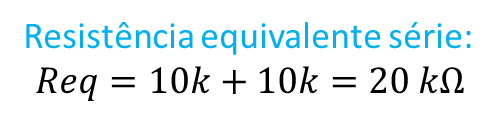 Resistência equivalente série:
Req = 10k + 10k = 20 kΩ